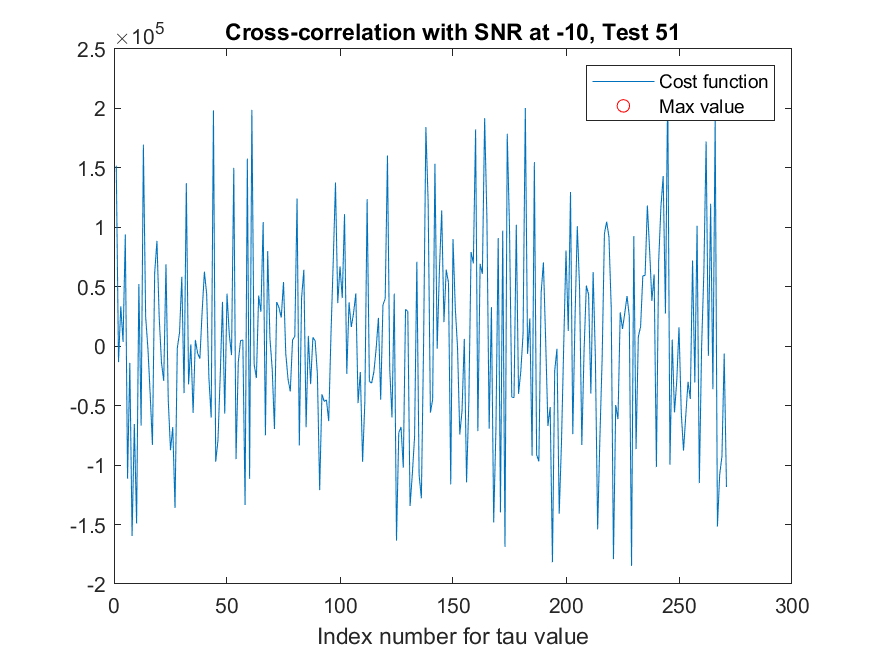 Cross-correlation with SNR at -10, Test 51
×10⁵
2.5
2
1.5
1
0.5
0
-0.5
-1
-1.5
-2
0 50 100 150 200 250 300
Index number for tau value
Cost function
Max value